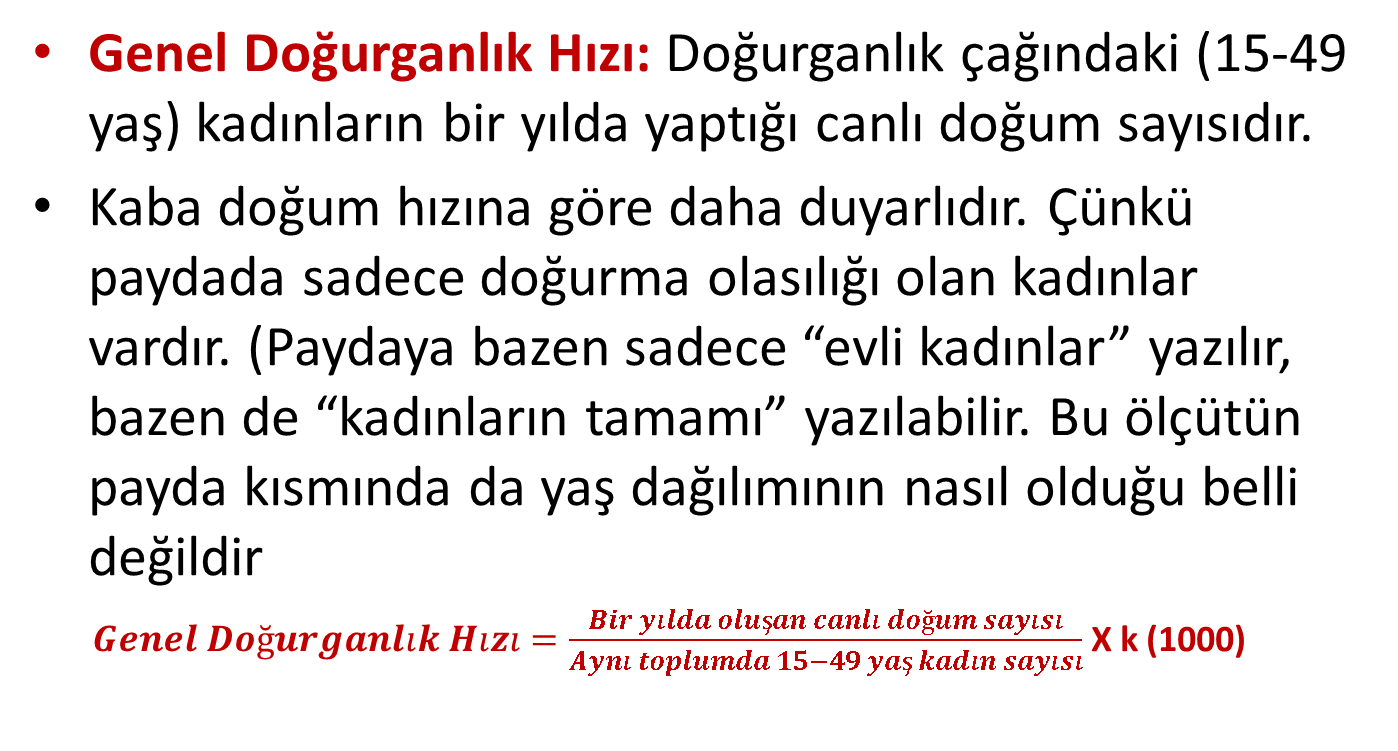 • Genel Doğurganlık Hızı: Doğurganlık çağındaki (15-49
yaş) kadınların bir yılda yaptığı canlı doğum sayısıdır.
• Kaba doğum hızına göre daha duyarlıdır. Çünkü
paydada sadece doğurma olasılığı olan kadınlar
vardır. (Paydaya bazen sadece “evli kadınlar” yazılır,
bazen de “kadınların tamamı” yazılabilir. Bu ölçütün
payda kısmında da yaş dağılımının nasıl olduğu belli
değildir
Bir yılda oluşan canlı doğum sayısı
Genel Doğurganlık Hızı = X k (1000)
Aynı toplumda 15−49 yaş kadın sayısı